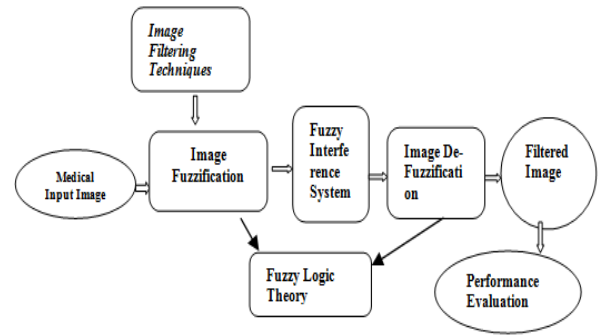 Image
Filtering
Techniques
Medical
Input Image
Image
Fuzzification
Fuzzy
Interfe
rence
System
Image De-
Fuzzificati
on
Filtered
Image
Fuzzy Logic
Theory
Performance
Evaluation